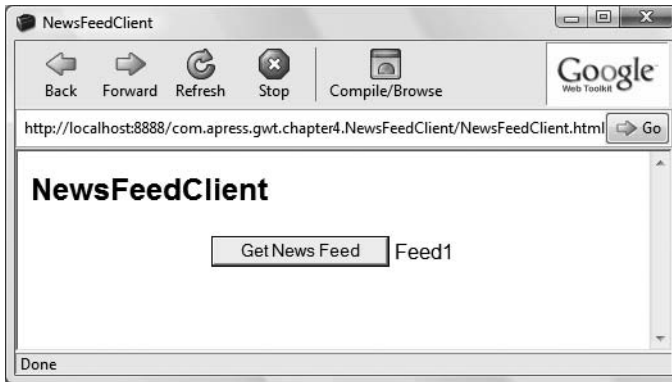 NewsFeedClient
Back Forward Refresh Stop Compile/Browse
Google
Web Toolkit
http://localhost:8888/com.apress.gwt.chapter4.NewsFeedClient/NewsFeedClient.html Go
NewsFeedClient
Get News Feed Feed1
Done